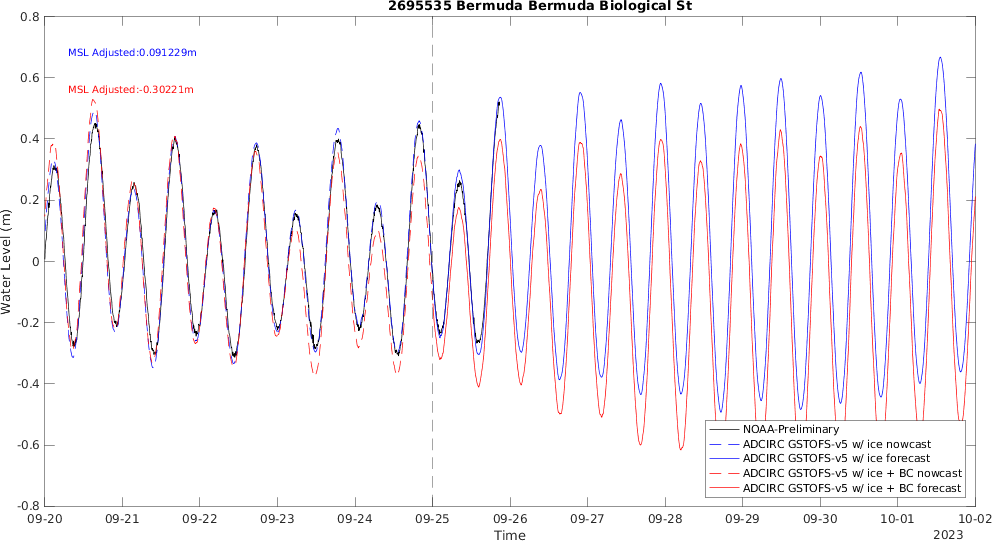 2695535 Bermuda Bermuda Biological St
MSL Adjusted:0.091229m
MSL Adjusted:-0.30221m
Water Level (m)
0.8
0.6
0.4
0.2
0
-0.2
-0.4
-0.6
-0.8
NOAA-Preliminary
ADCIRC GSTOFS-v5 w/ ice nowcast
ADCIRC GSTOFS-v5 w/ ice forecast
ADCIRC GSTOFS-v5 w/ ice + BC nowcast
ADCIRC GSTOFS-v5 w/ ice + BC forecast
09-20 09-21 09-22 09-23 09-24 09-25 09-26 09-27 09-28 09-29 09-30 10-01 10-02
Time
2023